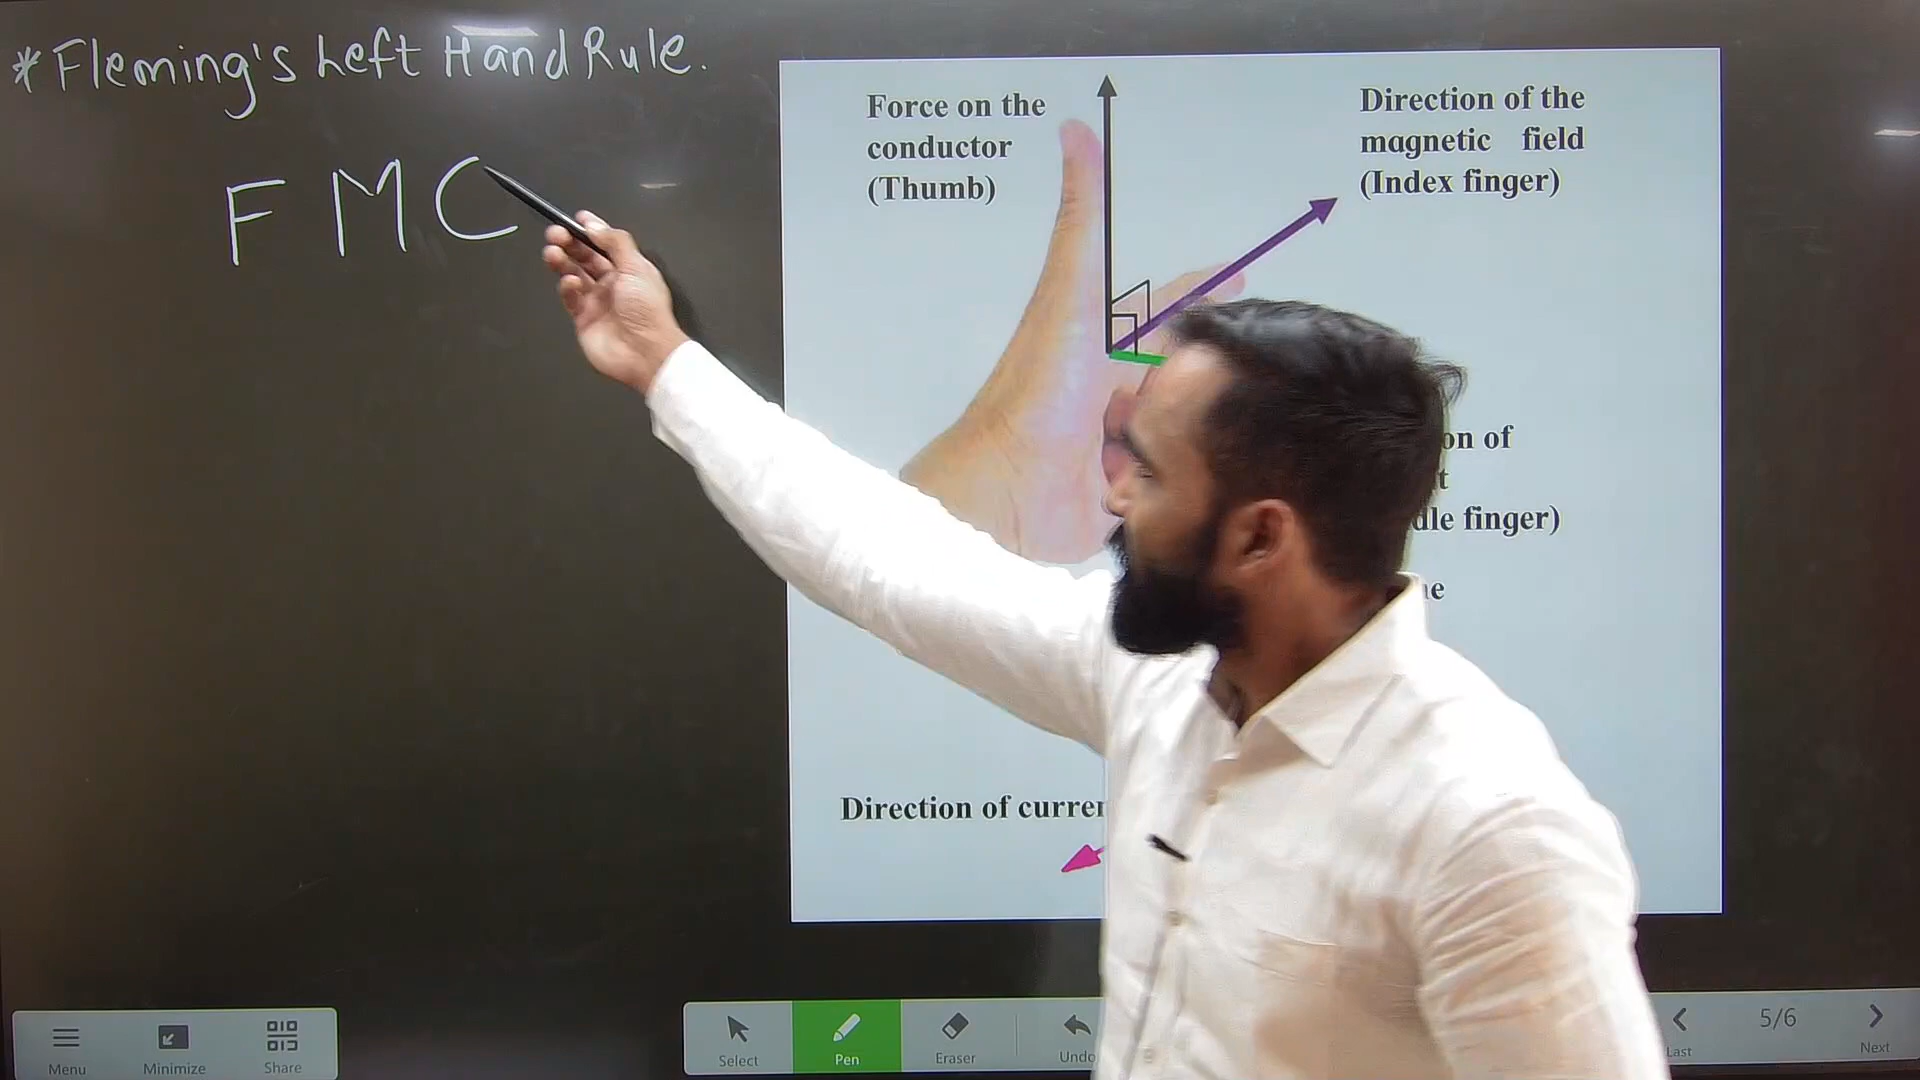 * Fleming's Left Hand Rule.
F M C
Force on the
conductor
(Thumb)
Direction of the
magnetic field
(Index finger)
on of
t
dle finger)
Direction of curren
Menu
Minimize
Share
Select
Pen
Eraser
Undo
Last
5/6
Next